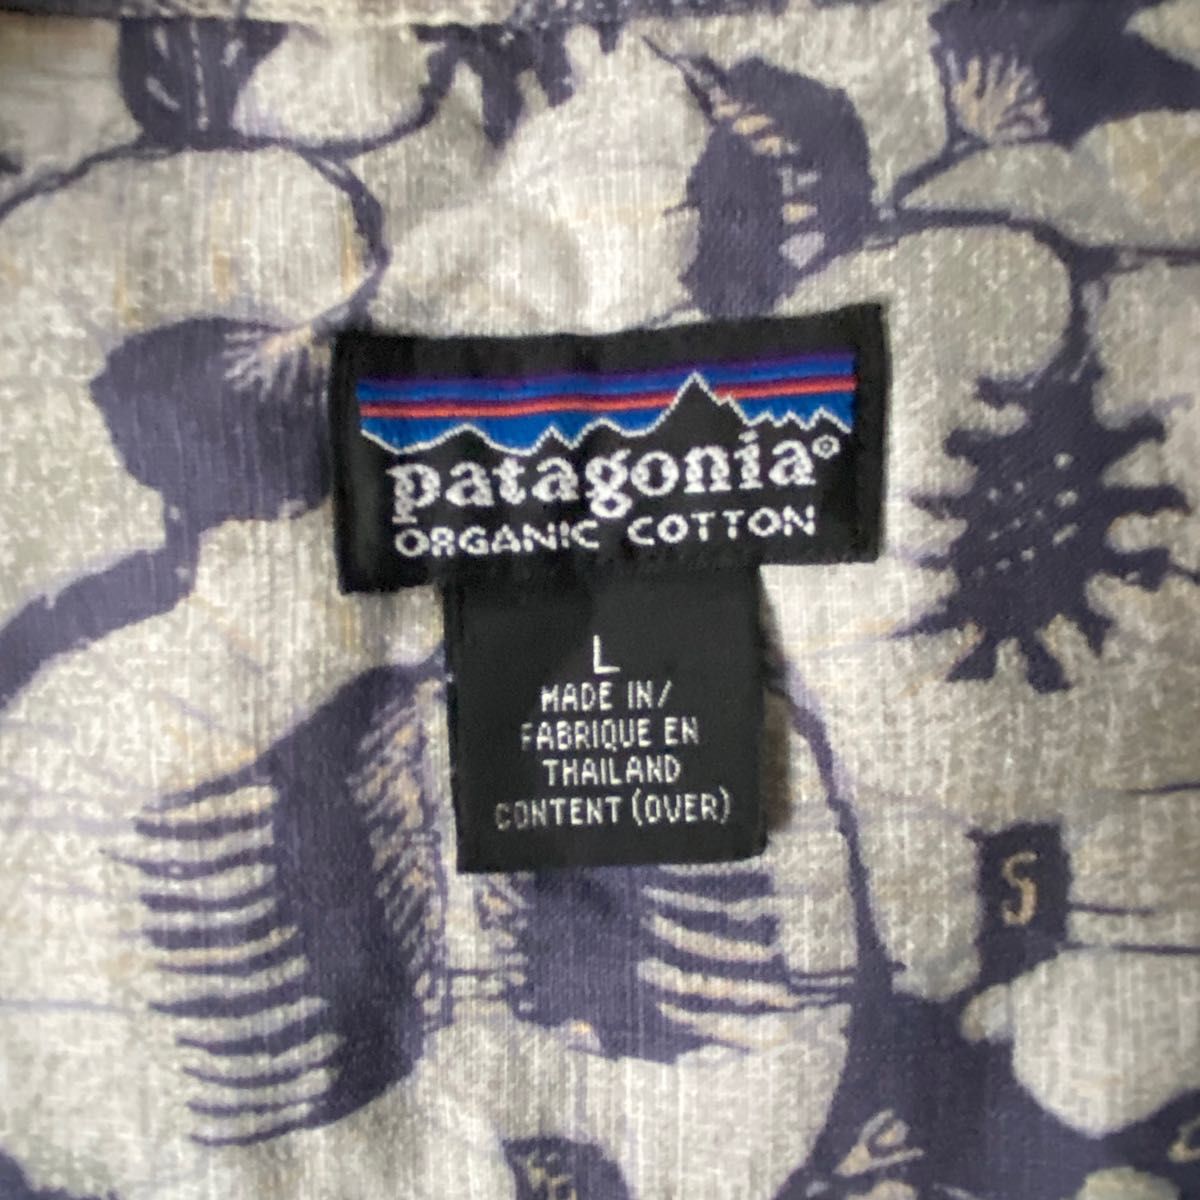 patagonia®
ORGANIC COTTON
L
MADE IN/
FABRIQUE EN
THAILAND
CONTENT (OVER)